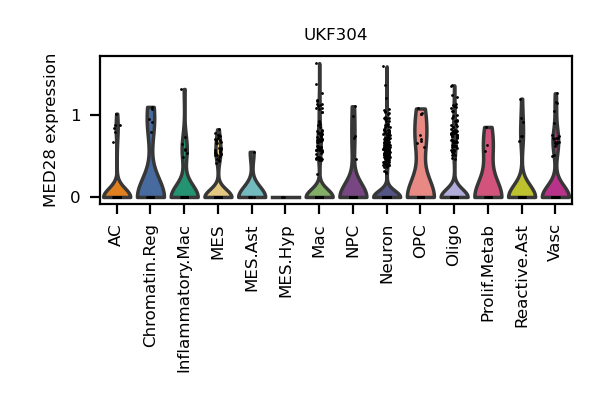 UKF304
MED28 expression
1
0
AC
Chromatin.Reg
Inflammatory.Mac
MES
MES.Ast
MES.Hyp
Mac
NPC
Neuron
OPC
Oligo
Prolif.Metab
Reactive.Ast
Vasc